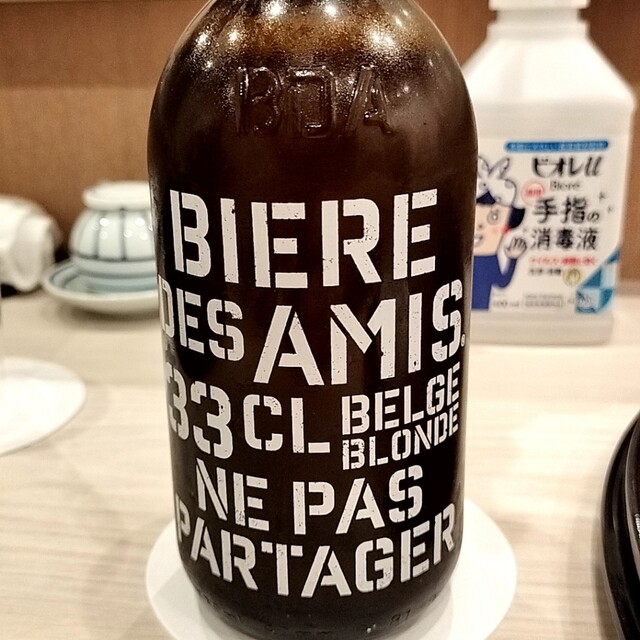 BDA
BIERE
DES AMIS.
33 CL BELGE
BLONDE
NE PAS
PARTAGER
ビオレu
Bioré
手指の
消毒液